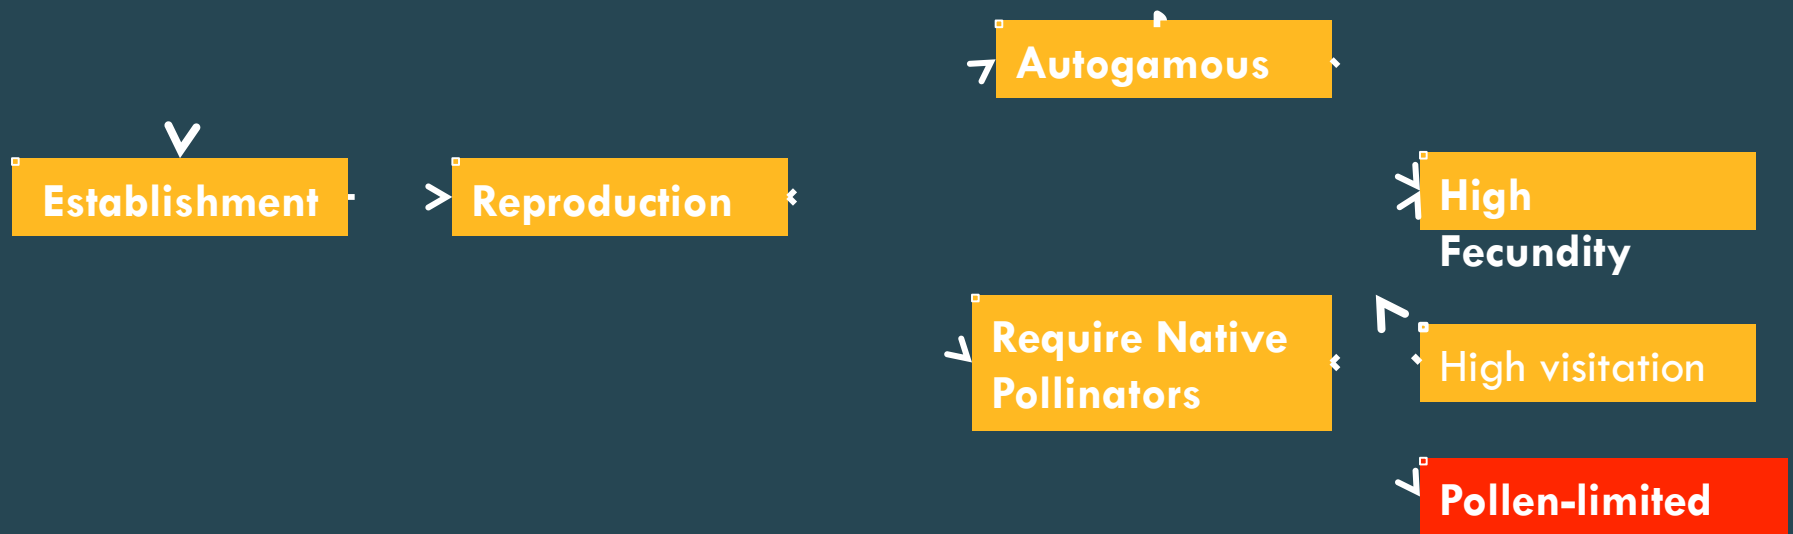 Autogamous
Establishment
Reproduction
High
Fecundity
Require Native
Pollinators
High visitation
Pollen-limited